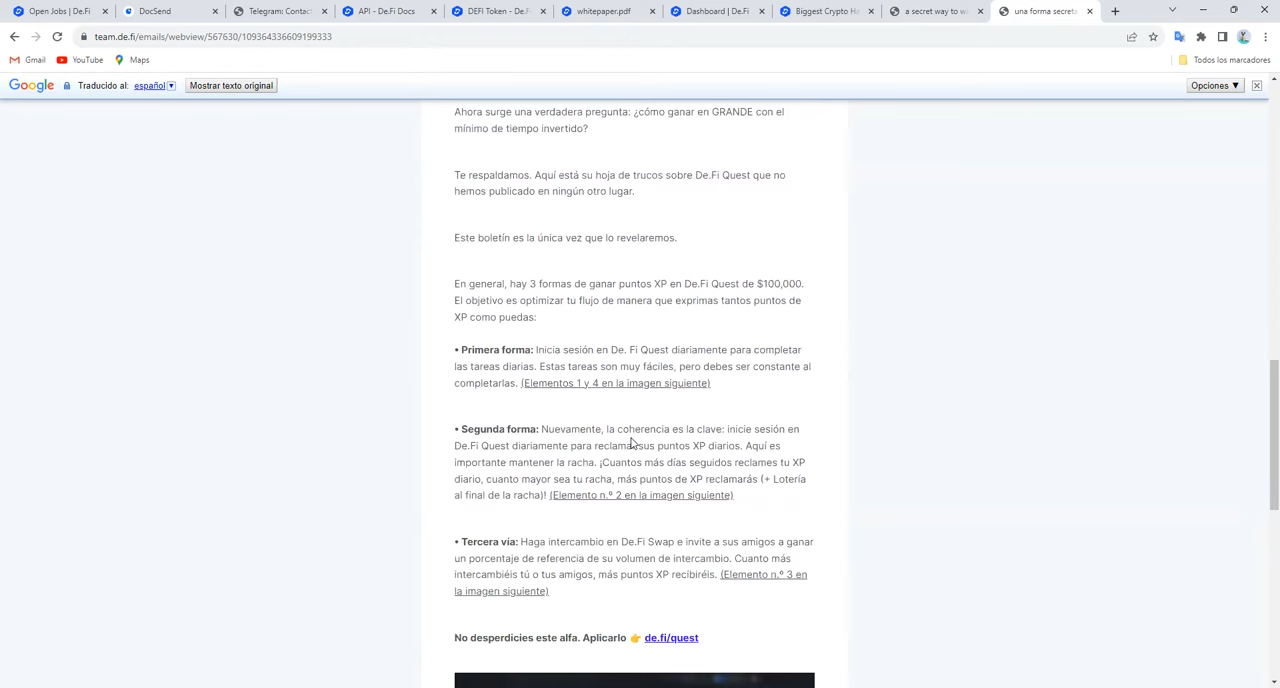 Open Jobs | De.Fi
DocSend
Telegram: Contact
API - De.Fi Docs
DEFI Token - De.F
whitepaper.pdf
Dashboard | De.Fi
Biggest Crypto Ha
a secret way to w
una forma secreta
team.de.fi/emails/webview/567630/109364336609199333
Gmail
YouTube
Maps
Todos los marcadores
Google
Traducido al: español
Mostrar texto original
Opciones ▼
Ahora surge una verdadera pregunta: ¿cómo ganar en GRANDE con el
mínimo de tiempo invertido?
Te respaldamos. Aquí está su hoja de trucos sobre De.Fi Quest que no
hemos publicado en ningún otro lugar.
Este boletín es la única vez que lo revelaremos.
En general, hay 3 formas de ganar puntos XP en De.Fi Quest de $100,000.
El objetivo es optimizar tu flujo de manera que exprimas tantos puntos de
XP como puedas:
• Primera forma: Inicia sesión en De. Fi Quest diariamente para completar
las tareas diarias. Estas tareas son muy fáciles, pero debes ser constante al
completarlas. (Elementos 1 y 4 en la imagen siguiente)
• Segunda forma: Nuevamente, la coherencia es la clave: inicie sesión en
De.Fi Quest diariamente para reclamar sus puntos XP diarios. Aquí es
importante mantener la racha. ¡Cuantos más días seguidos reclames tu XP
diario, cuanto mayor sea tu racha, más puntos de XP reclamarás (+ Lotería
al final de la racha)! (Elemento n.º 2 en la imagen siguiente)
• Tercera vía: Haga intercambio en De.Fi Swap e invite a sus amigos a ganar
un porcentaje de referencia de su volumen de intercambio. Cuanto más
intercambiéis tú o tus amigos, más puntos XP recibiréis. (Elemento n.º 3 en
la imagen siguiente)
No desperdicies este alfa. Aplicarlo 👉 de.fi/quest